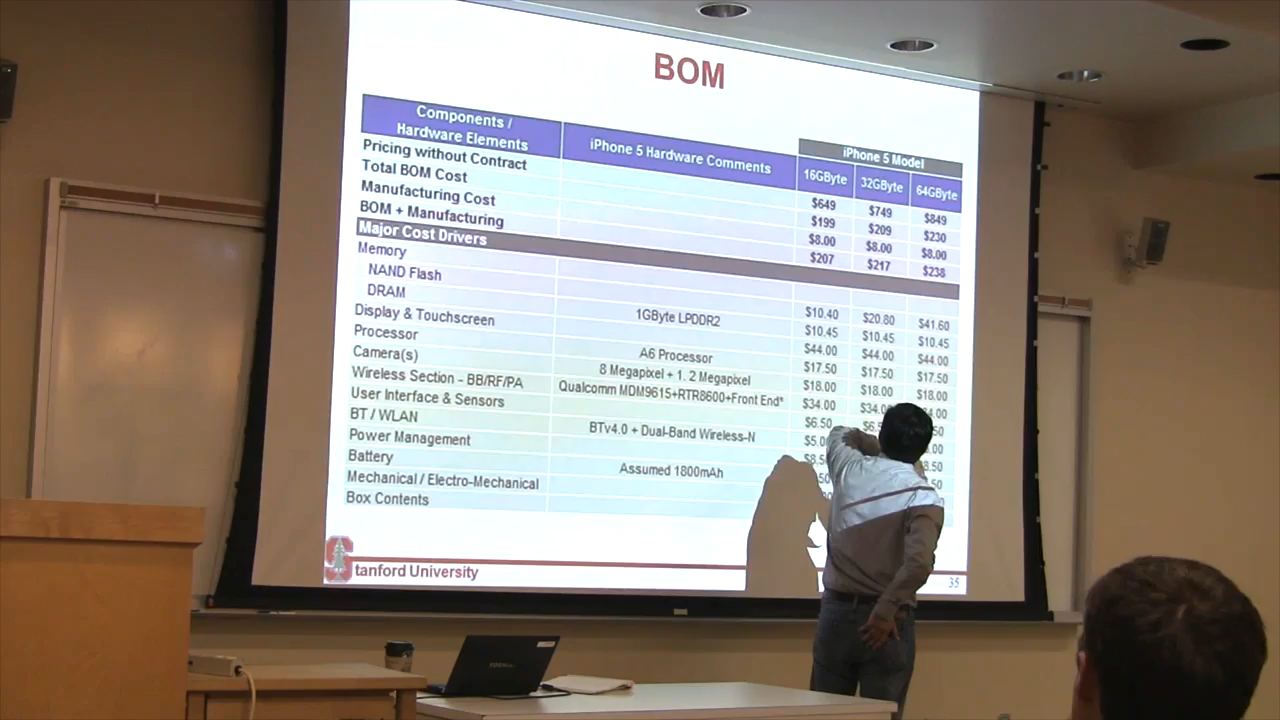 BOM
Components / Hardware Elements
iPhone 5 Hardware Comments
iPhone 5 Model
16GByte 32GByte 64GByte
Pricing without Contract $649 $749 $849
Total BOM Cost $199 $209 $230
Manufacturing Cost $8.00 $8.00 $8.00
BOM + Manufacturing $207 $217 $238
Major Cost Drivers
Memory
NAND Flash $10.40 $20.80 $41.60
DRAM 1GByte LPDDR2 $10.45 $10.45 $10.45
Display & Touchscreen $44.00 $44.00 $44.00
Processor A6 Processor $17.50 $17.50 $17.50
Camera(s) 8 Megapixel + 1. 2 Megapixel $18.00 $18.00 $18.00
Wireless Section - BB/RF/PA Qualcomm MDM9615+RTR8600+Front End* $34.00
User Interface & Sensors $6.50
BT / WLAN BTv4.0 + Dual-Band Wireless-N
Power Management
Battery Assumed 1800mAh
Mechanical / Electro-Mechanical
Box Contents
Stanford University
35
TOSHIBA